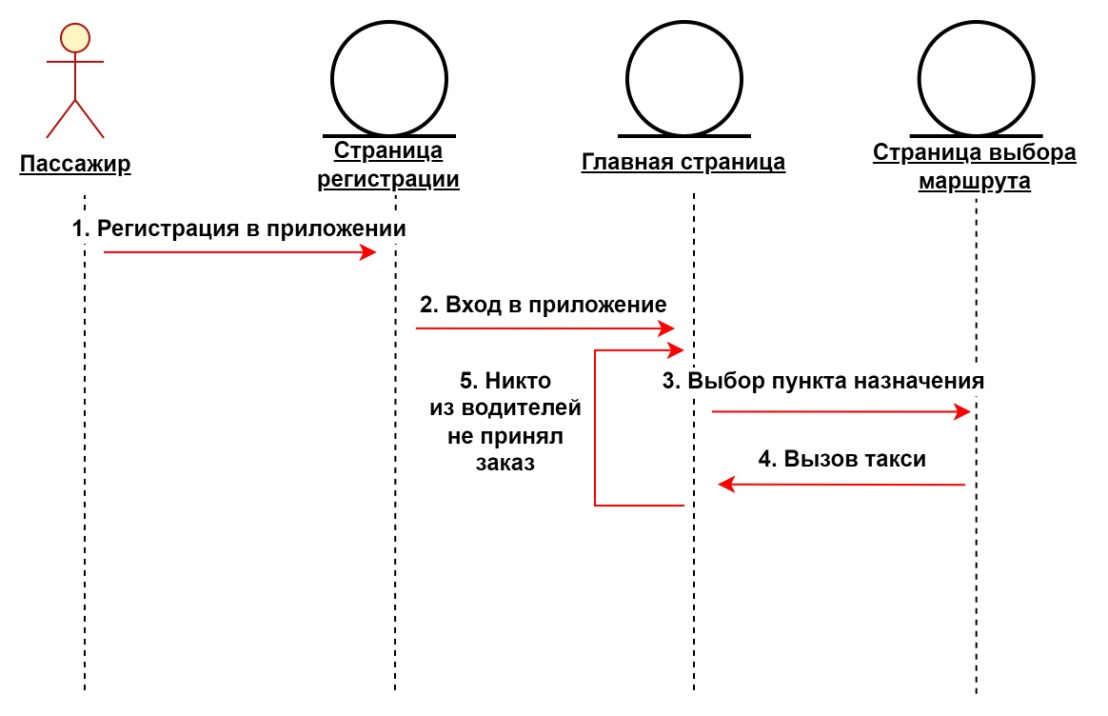 Пассажир
Страница
регистрации
Главная страница
Страница выбора
маршрута
1. Регистрация в приложении
2. Вход в приложение
3. Выбор пункта назначения
4. Вызов такси
5. Никто
из водителей
не принял
заказ